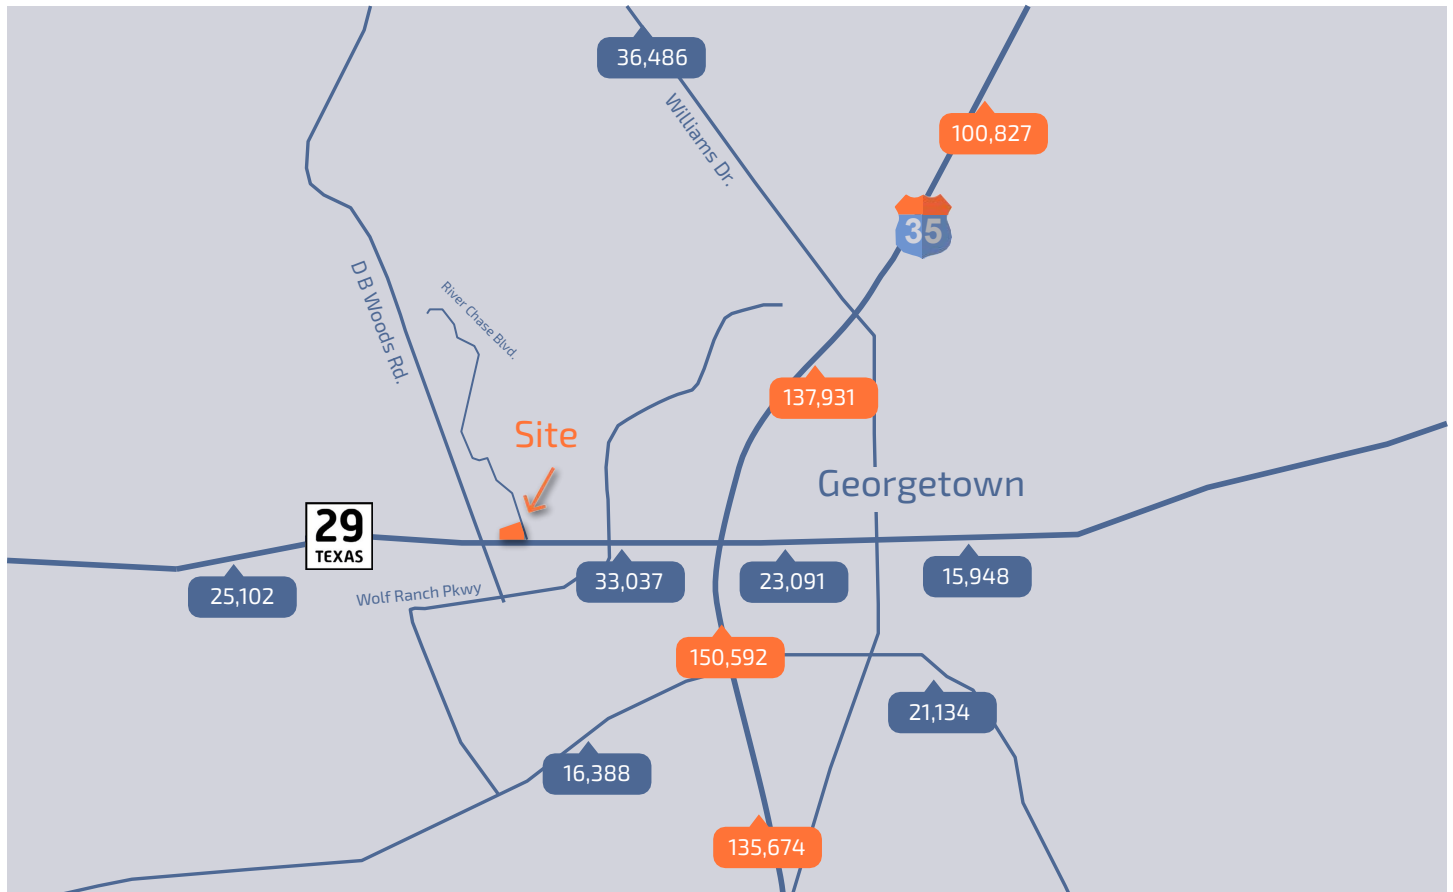 36,486
Williams Dr.
100,827
35
D B Woods Rd.
River Chase Blvd.
137,931
Site
Georgetown
29
TEXAS
25,102
Wolf Ranch Pkwy
33,037
23,091
15,948
150,592
21,134
16,388
135,674